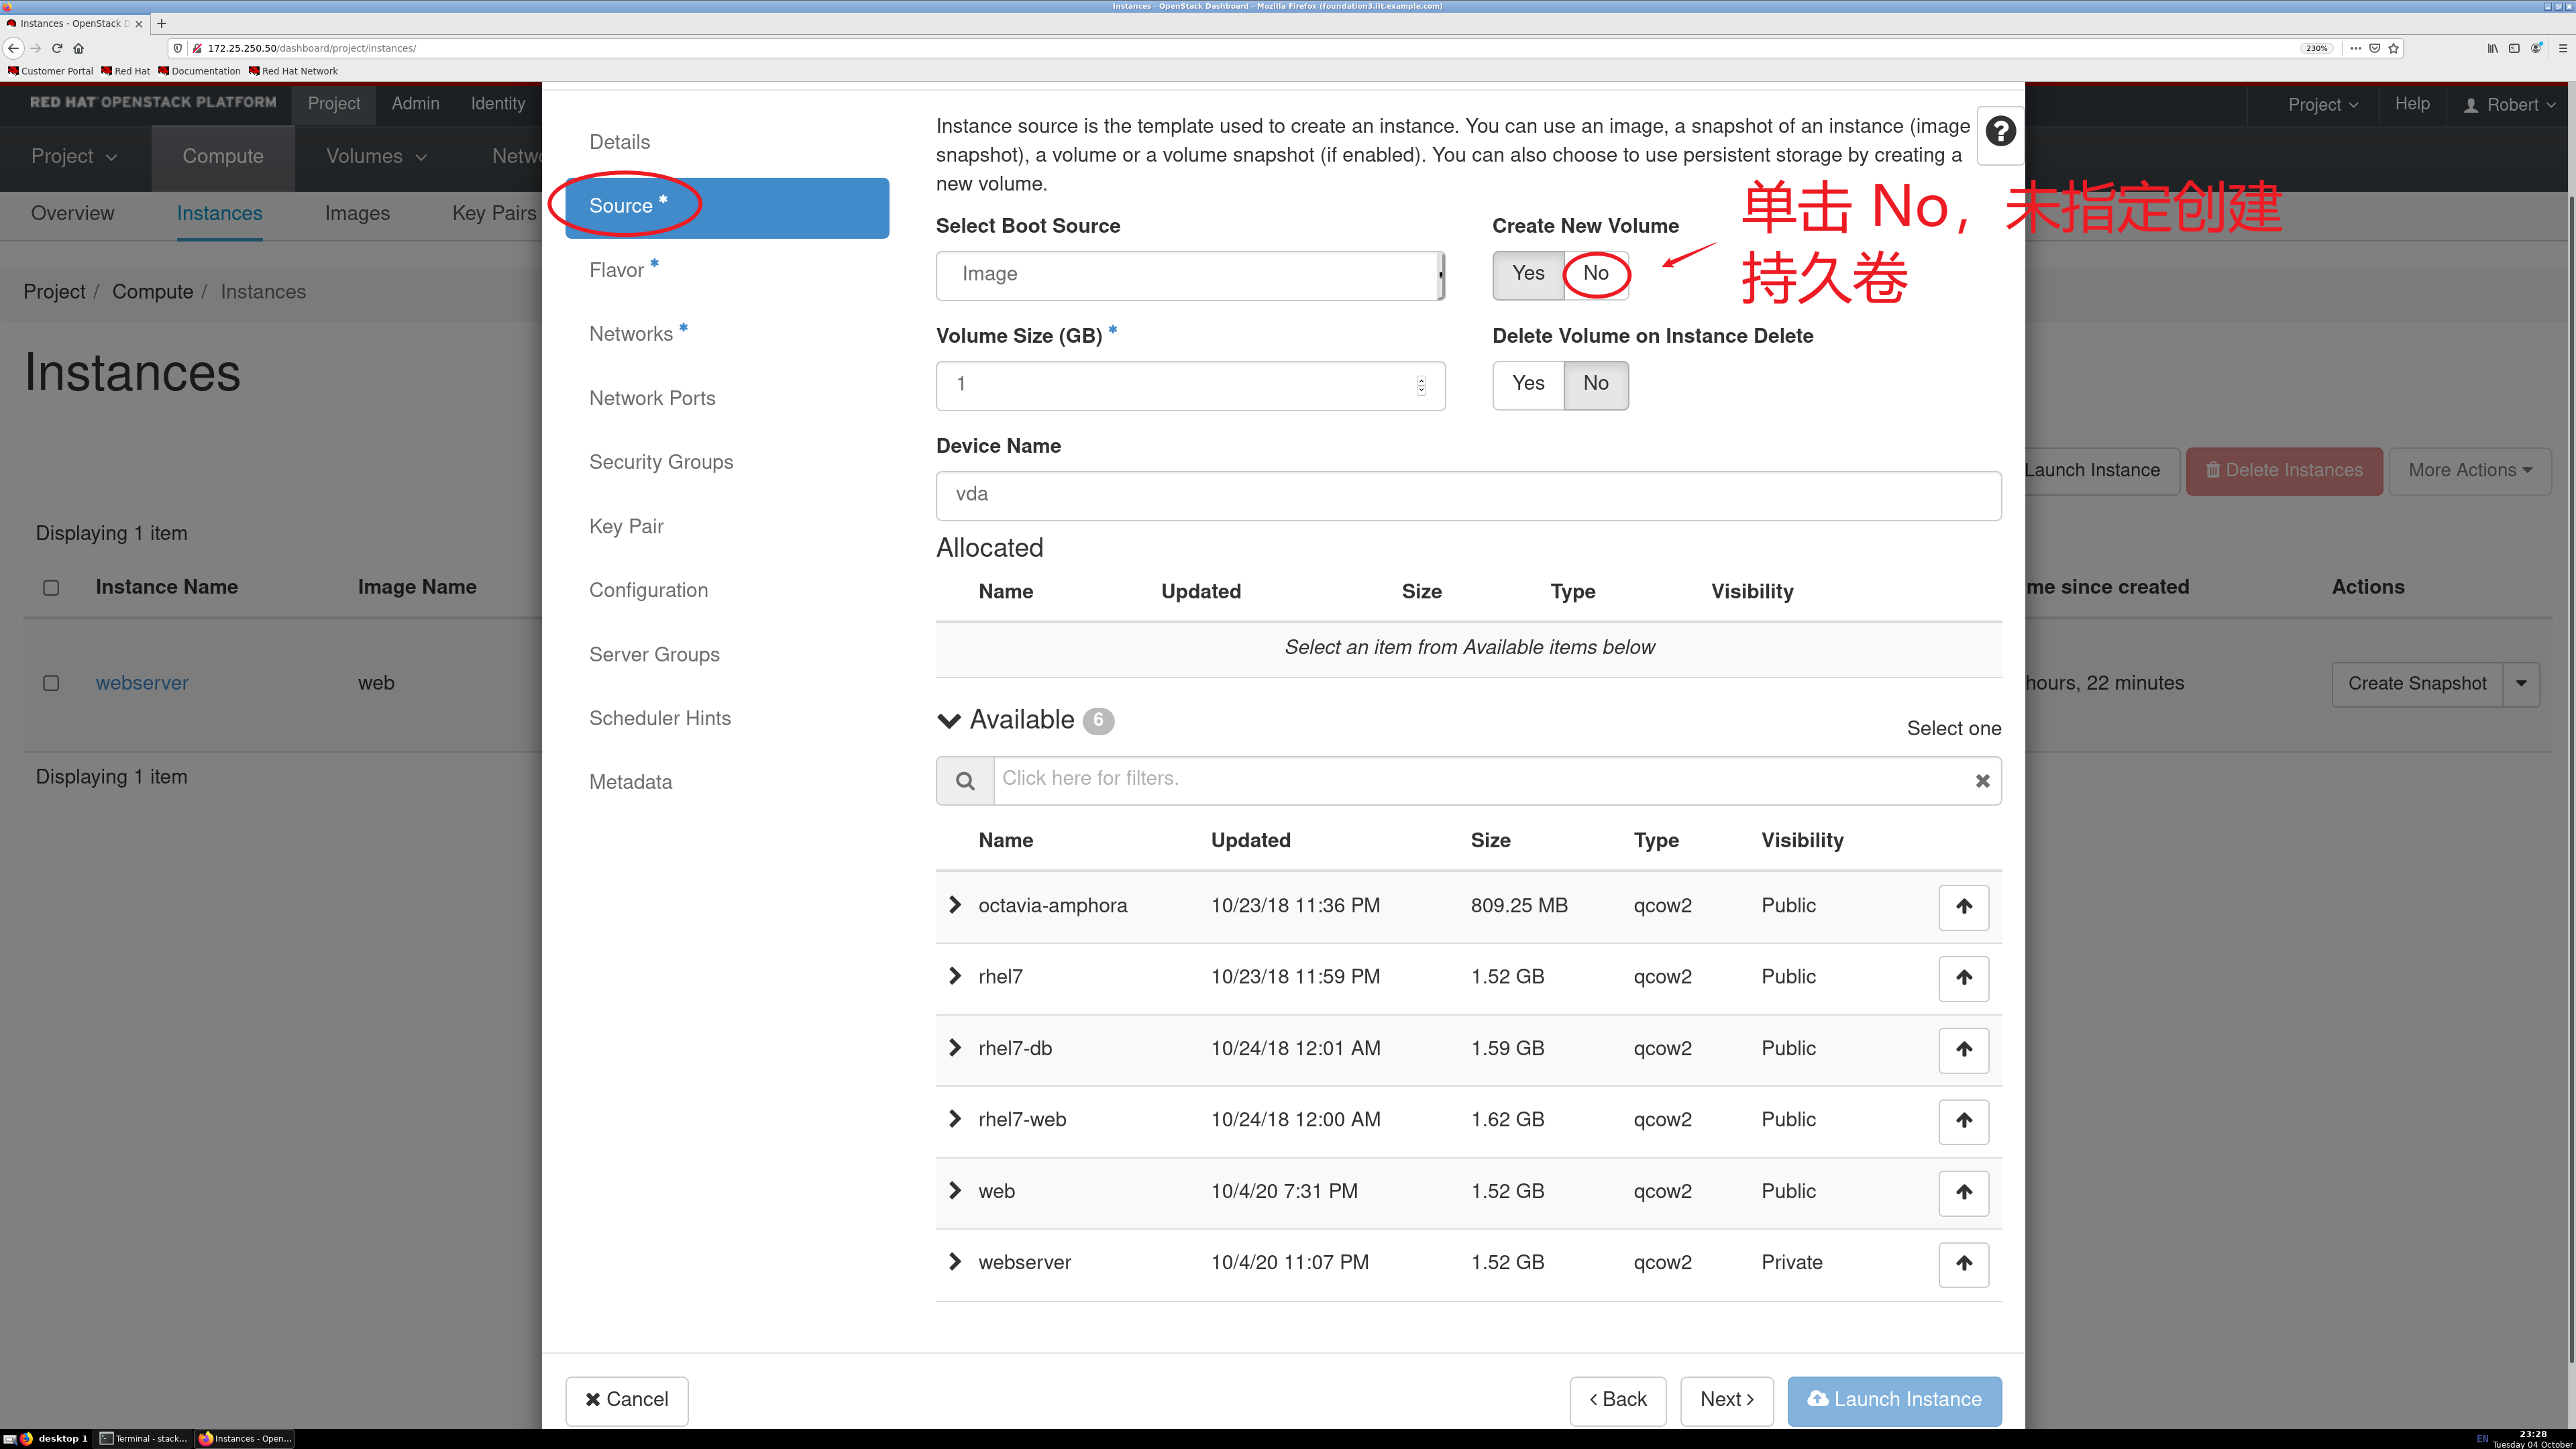 Instances - OpenStack Dashboard - Mozilla Firefox (foundation3.ilt.example.com)
Instances - OpenStack D
172.25.250.50/dashboard/project/instances/
230%
Customer Portal Red Hat Documentation Red Hat Network
RED HAT OPENSTACK PLATFORM Project Admin Identity Project Help Robert
Project Compute Volumes Netwo
Overview Instances Images Key Pairs
Project / Compute / Instances
Instances
Launch Instance Delete Instances More Actions
Displaying 1 item
Instance Name Image Name me since created Actions
webserver web hours, 22 minutes Create Snapshot
Displaying 1 item
Details
Source *
Flavor *
Networks *
Network Ports
Security Groups
Key Pair
Configuration
Server Groups
Scheduler Hints
Metadata
Instance source is the template used to create an instance. You can use an image, a snapshot of an instance (image
snapshot), a volume or a volume snapshot (if enabled). You can also choose to use persistent storage by creating a
new volume.
Select Boot Source Create New Volume
Image Yes No
单击 No，未指定创建
持久卷
Volume Size (GB) * Delete Volume on Instance Delete
1 Yes No
Device Name
vda
Allocated
Name Updated Size Type Visibility
Select an item from Available items below
Available 6 Select one
Click here for filters.
Name Updated Size Type Visibility
octavia-amphora 10/23/18 11:36 PM 809.25 MB qcow2 Public
rhel7 10/23/18 11:59 PM 1.52 GB qcow2 Public
rhel7-db 10/24/18 12:01 AM 1.59 GB qcow2 Public
rhel7-web 10/24/18 12:00 AM 1.62 GB qcow2 Public
web 10/4/20 7:31 PM 1.52 GB qcow2 Public
webserver 10/4/20 11:07 PM 1.52 GB qcow2 Private
Cancel Back Next Launch Instance
desktop 1 Terminal - stack... Instances - Open... EN 23:28
Tuesday 04 October